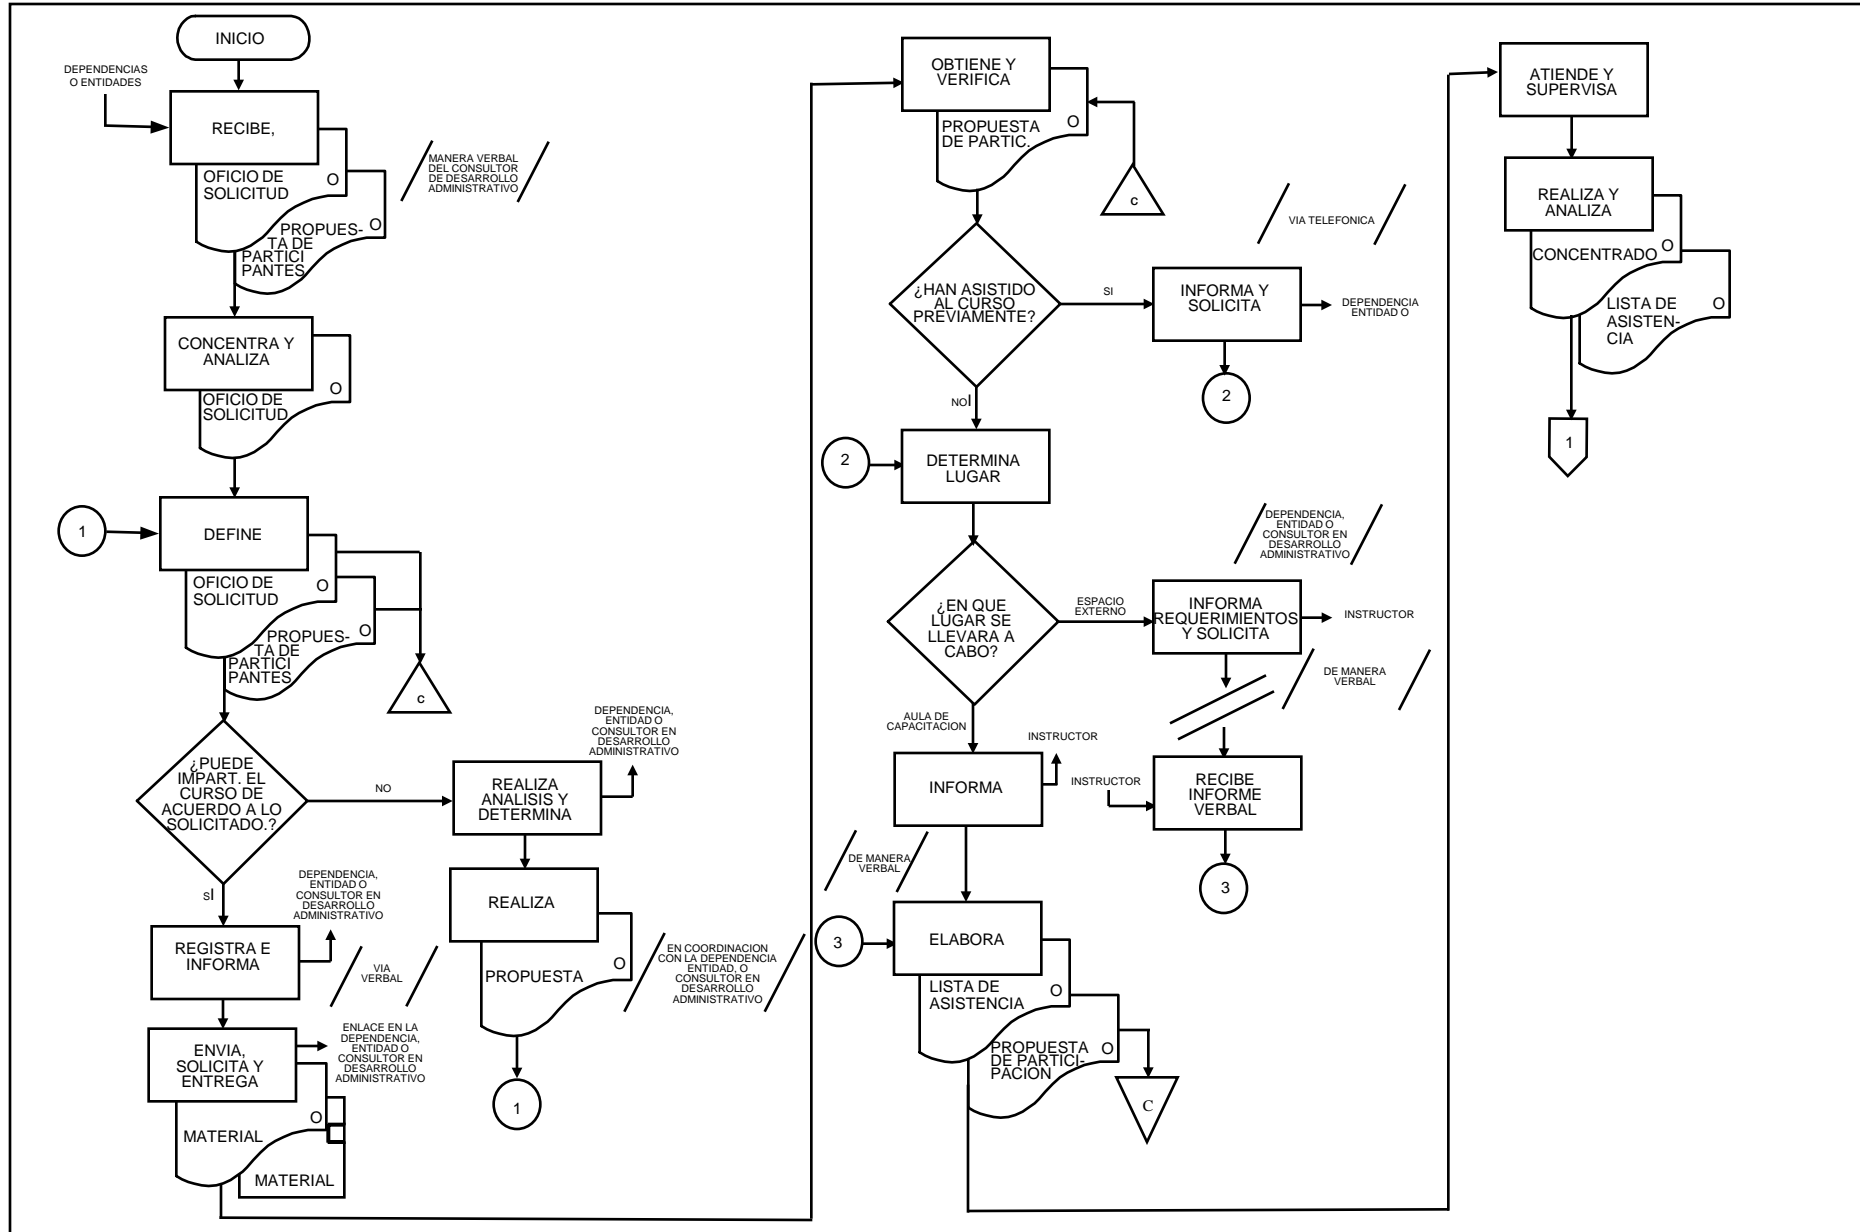 INICIO
DEPENDENCIAS
O ENTIDADES
RECIBE,
OFICIO DE
SOLICITUD
O
PROPUES-
TA DE
PARTICI
PANTES
O
MANERA VERBAL
DEL CONSULTOR
DE DESARROLLO
ADMINISTRATIVO
CONCENTRA Y
ANALIZA
O
OFICIO DE
SOLICITUD
1
DEFINE
OFICIO DE
SOLICITUD
O
PROPUES-
TA DE
PARTICI
PANTES
O
c
¿PUEDE
IMPART. EL
CURSO DE
ACUERDO A LO
SOLICITADO.?
NO
REALIZA
ANALISIS Y
DETERMINA
DEPENDENCIA,
ENTIDAD O
CONSULTOR EN
DESARROLLO
ADMINISTRATIVO
REALIZA
PROPUESTA
O
EN COORDINACION
CON LA DEPENDENCIA
ENTIDAD, O
CONSULTOR EN
DESARROLLO
ADMINISTRATIVO
1
sI
REGISTRA E
INFORMA
DEPENDENCIA,
ENTIDAD O
CONSULTOR EN
DESARROLLO
ADMINISTRATIVO
VIA
VERBAL
ENVIA,
SOLICITA Y
ENTREGA
ENLACE EN LA
DEPENDENCIA,
ENTIDAD O
CONSULTOR EN
DESARROLLO
ADMINISTRATIVO
O
MATERIAL
MATERIAL
OBTIENE Y
VERIFICA
PROPUESTA
DE PARTIC.
O
c
¿HAN ASISTIDO
AL CURSO
PREVIAMENTE?
SI
INFORMA Y
SOLICITA
VIA TELEFONICA
DEPENDENCIA
ENTIDAD O
2
NOI
2
DETERMINA
LUGAR
¿EN QUE
LUGAR SE
LLEVARA A
CABO?
ESPACIO
EXTERNO
INFORMA
REQUERIMIENTOS
Y SOLICITA
DEPENDENCIA,
ENTIDAD O
CONSULTOR EN
DESARROLLO
ADMINISTRATIVO
INSTRUCTOR
DE MANERA
VERBAL
INSTRUCTOR
RECIBE
INFORME
VERBAL
3
AULA DE
CAPACITACION
INFORMA
INSTRUCTOR
DE MANERA
VERBAL
3
ELABORA
LISTA DE
ASISTENCIA
O
PROPUESTA
DE PARTICI-
PACION
O
C
ATIENDE Y
SUPERVISA
REALIZA Y
ANALIZA
CONCENTRADO
O
LISTA DE
ASISTEN-
CIA
O
1